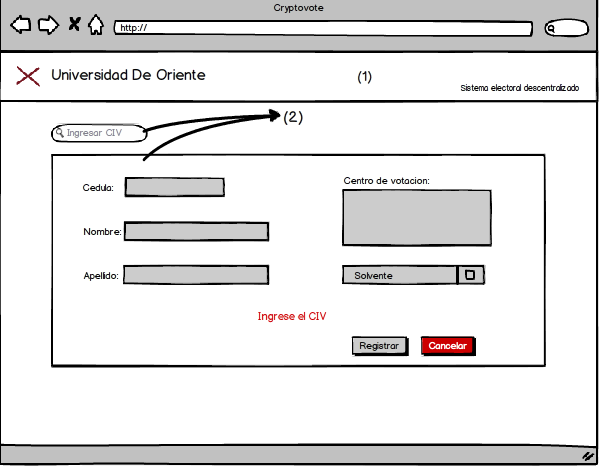 Cryptovote
http://
Universidad De Oriente
(1)
Sistema electoral descentralizado
Ingresar CIV
(2)
Cedula:
Centro de votacion:
Nombre:
Apellido:
Solvente
Ingrese el CIV
Registrar
Cancelar